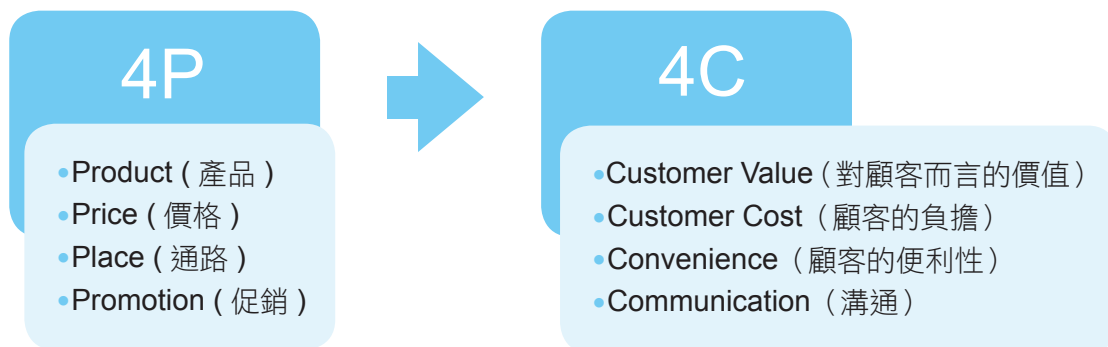 4P
•Product ( 產品 )
•Price ( 價格 )
•Place ( 通路 )
•Promotion ( 促銷 )
4C
•Customer Value（對顧客而言的價值）
•Customer Cost（顧客的負擔）
•Convenience（顧客的便利性）
•Communication（溝通）